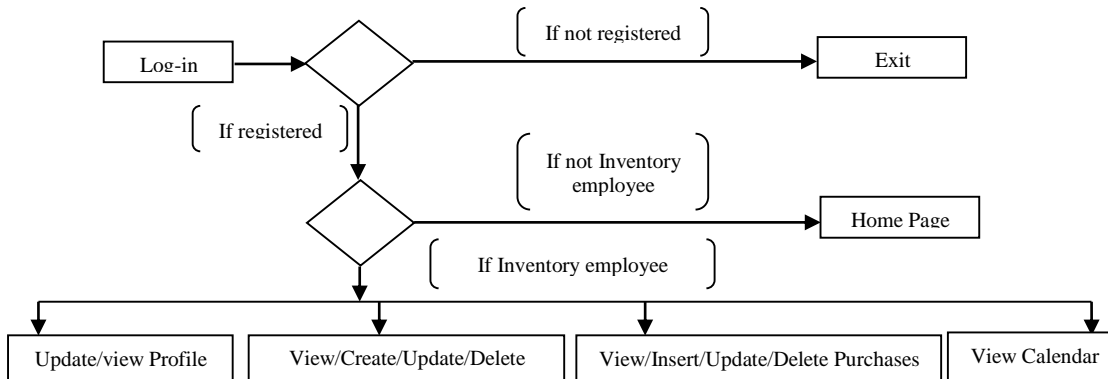 If not registered
Log-in
Exit
If registered
If not Inventory
employee
Home Page
If Inventory employee
Update/view Profile
View/Create/Update/Delete
View/Insert/Update/Delete Purchases
View Calendar